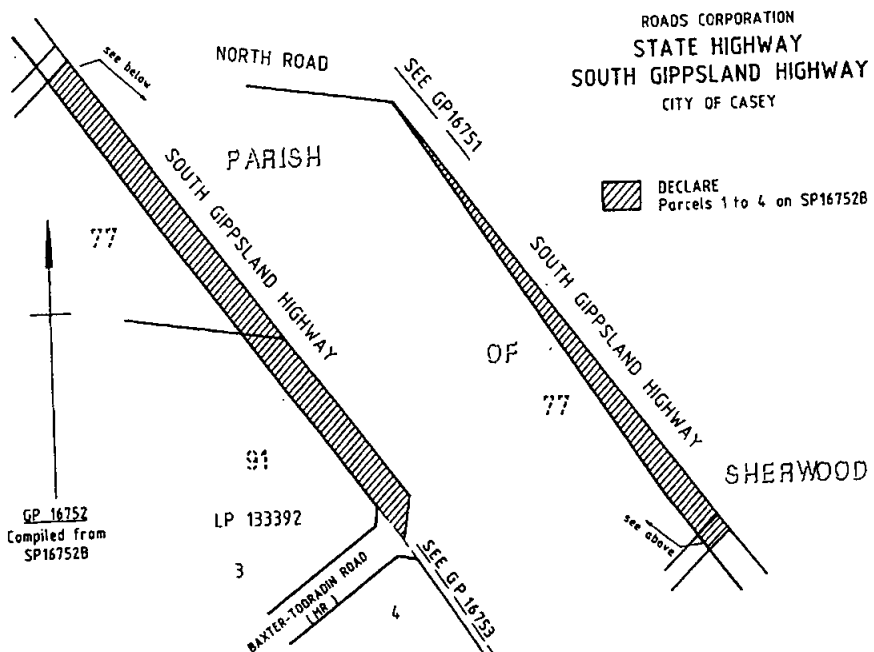 ROADS CORPORATION
STATE HIGHWAY
SOUTH GIPPSLAND HIGHWAY
CITY OF CASEY
DECLARE
Parcels 1 to 4 on SP16752B
see below
NORTH ROAD
SEE GP16751
PARISH
SOUTH GIPPSLAND HIGHWAY
77
SOUTH GIPPSLAND HIGHWAY
OF
77
91
SHERWOOD
GP 16752
Compiled from
SP16752B
LP 133392
see above
3
BAXTER-TOORADIN ROAD
(MR)
4
SEE GP 16753